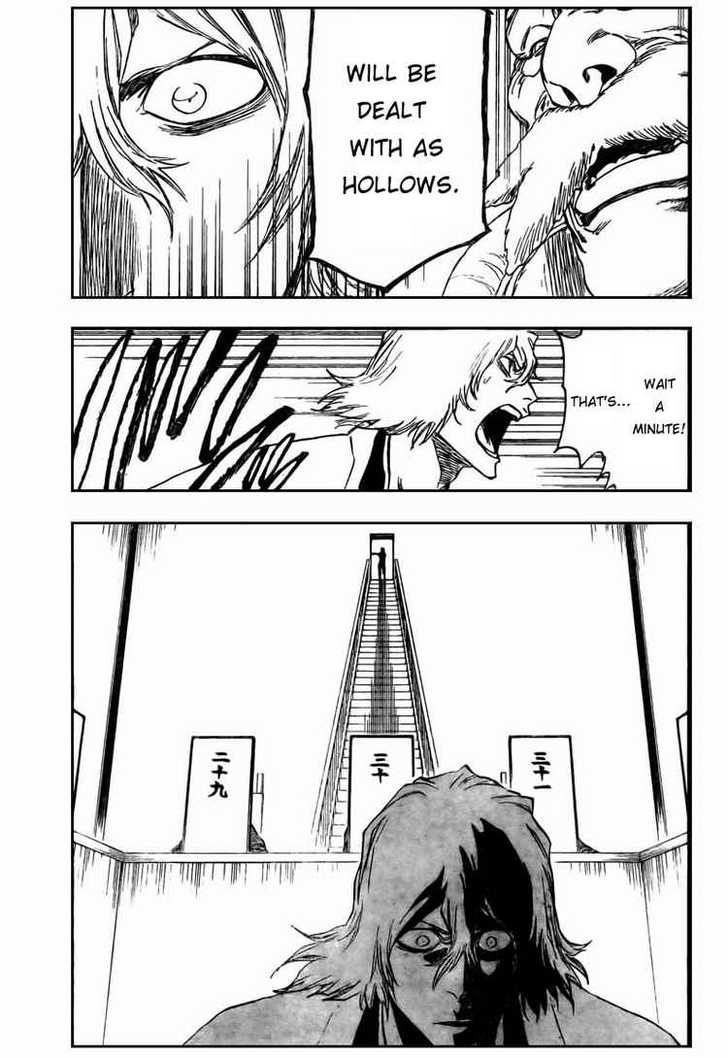 WILL BE
DEALT
WITH AS
HOLLOWS.
WAIT
A
MINUTE!
THAT'S...
三十一
三十
二十九